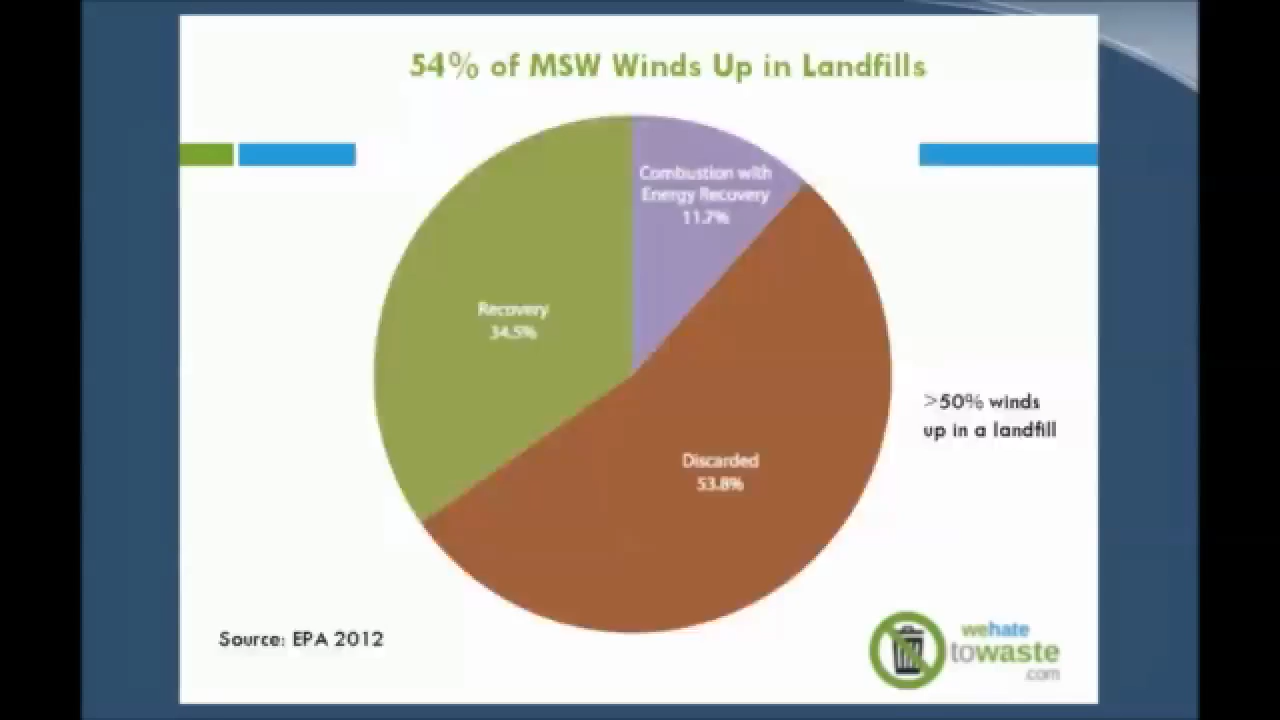 54% of MSW Winds Up in Landfills
Combustion with
Energy Recovery
11.7%
Recovery
34.5%
>50% winds
up in a landfill
Discarded
53.8%
Source: EPA 2012
wehate
towaste
.com